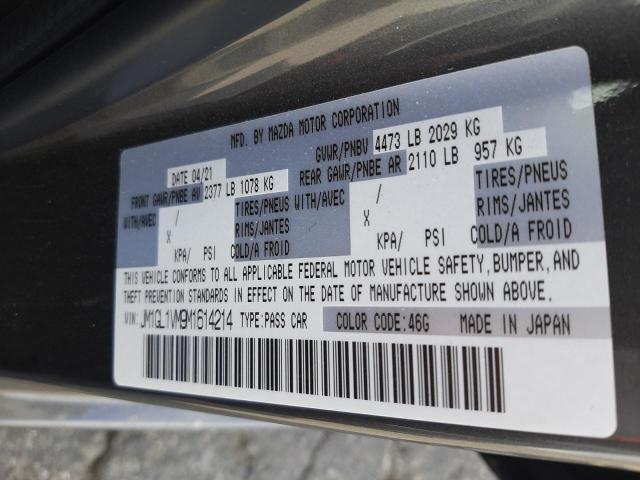 MFD. BY MAZDA MOTOR CORPORATION
DATE 04/21 GVWR/PNBV 4473 LB 2029 KG
FRONT GAWR/PNBE AV 2377 LB 1078 KG REAR GAWR/PNBE AR 2110 LB 957 KG
WITH/AVEC / TIRES/PNEUS WITH/AVEC / TIRES/PNEUS
X RIMS/JANTES X RIMS/JANTES
KPA/ PSI COLD/A FROID KPA/ PSI COLD/A FROID
THIS VEHICLE CONFORMS TO ALL APPLICABLE FEDERAL MOTOR VEHICLE SAFETY, BUMPER, AND
THEFT PREVENTION STANDARDS IN EFFECT ON THE DATE OF MANUFACTURE SHOWN ABOVE.
VIN: JM1GL1VM9M1614214 TYPE:PASS CAR COLOR CODE:46G MADE IN JAPAN